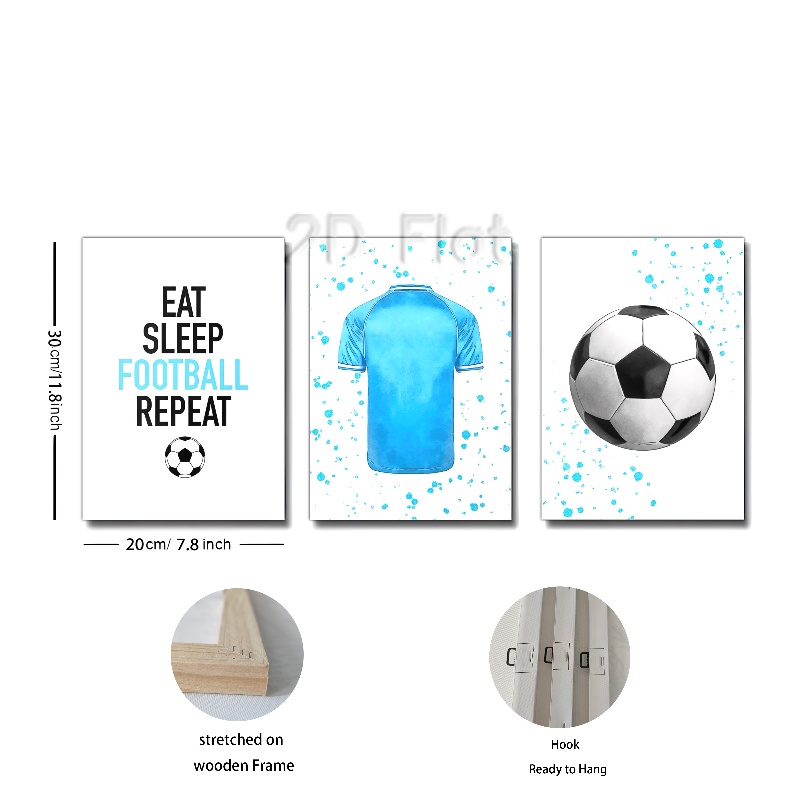 2D Flat
EAT
SLEEP
FOOTBALL
REPEAT
30cm/11.8inch
20cm/ 7.8 inch
stretched on
wooden Frame
Hook
Ready to Hang